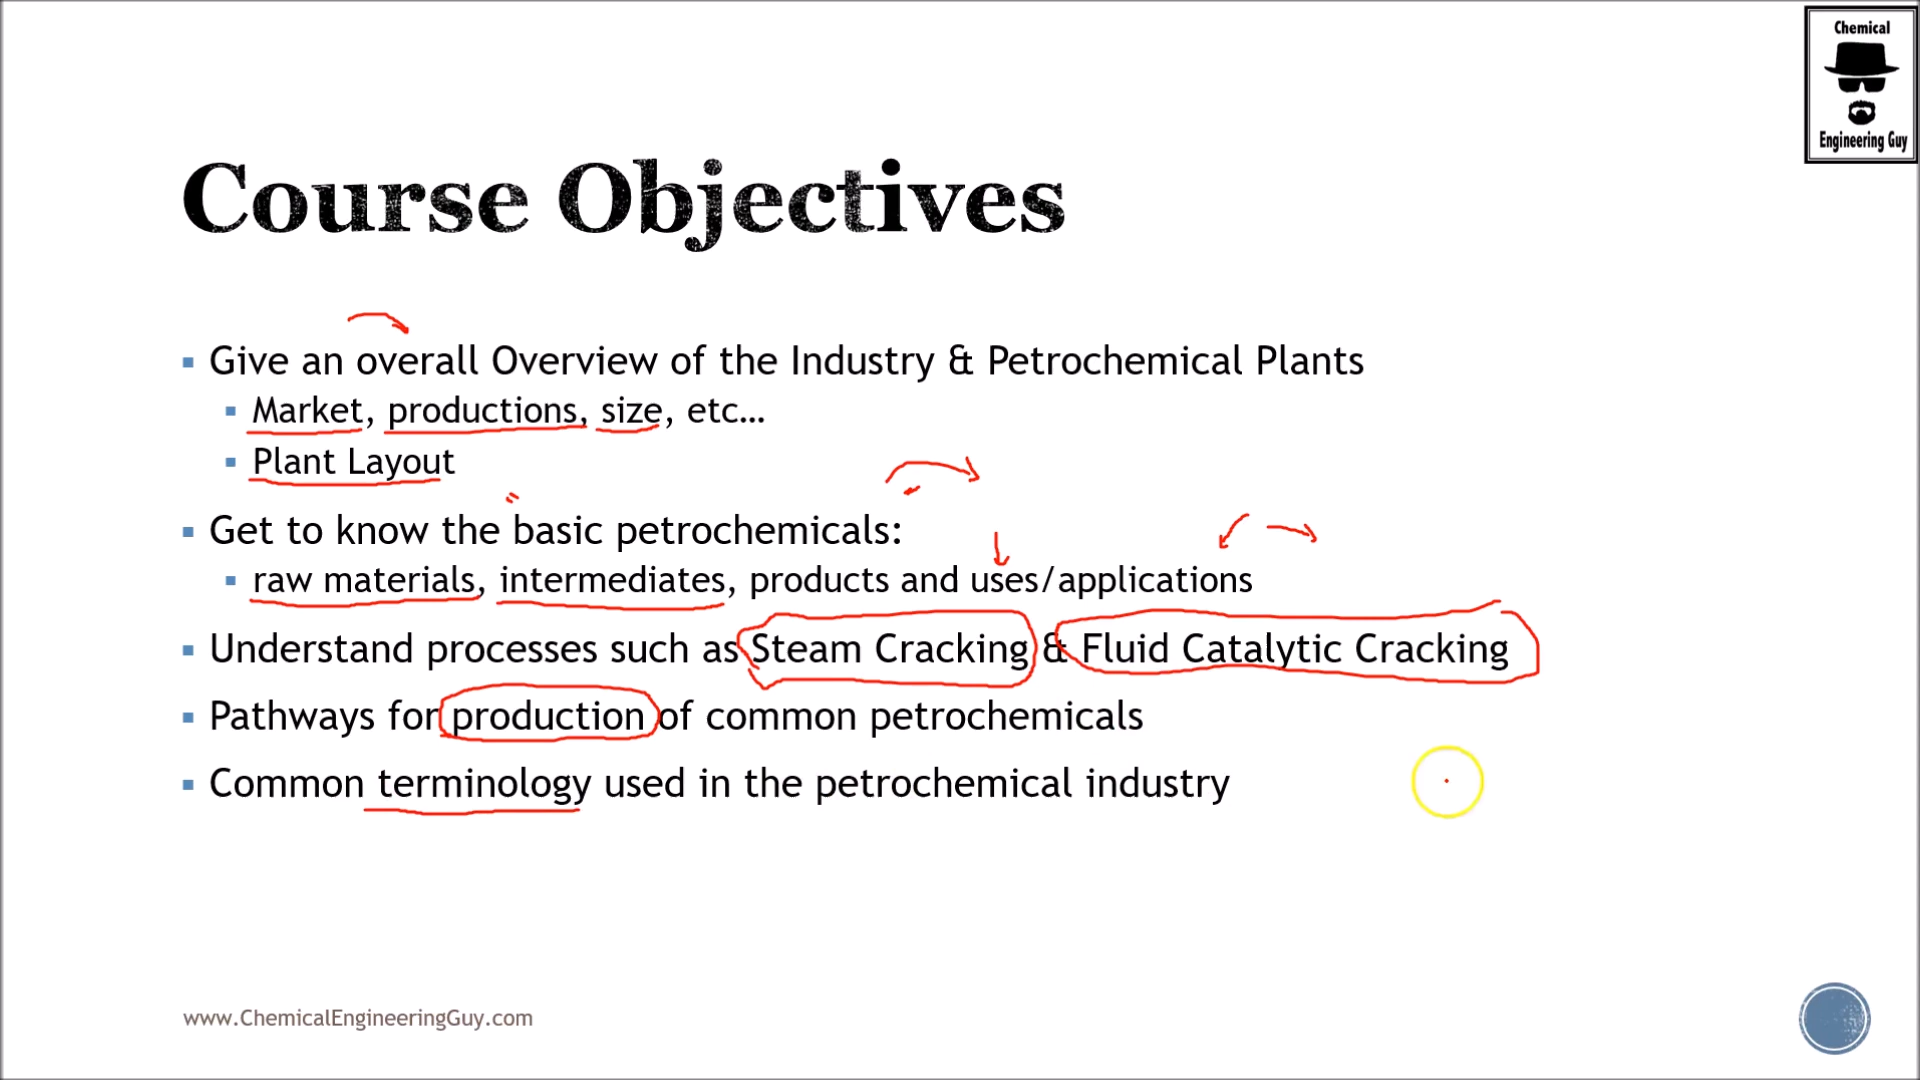 Chemical
Engineering Guy
Course Objectives
Give an overall Overview of the Industry & Petrochemical Plants
Market, productions, size, etc…
Plant Layout
Get to know the basic petrochemicals:
raw materials, intermediates, products and uses/applications
Understand processes such as Steam Cracking & Fluid Catalytic Cracking
Pathways for production of common petrochemicals
Common terminology used in the petrochemical industry
www.ChemicalEngineeringGuy.com